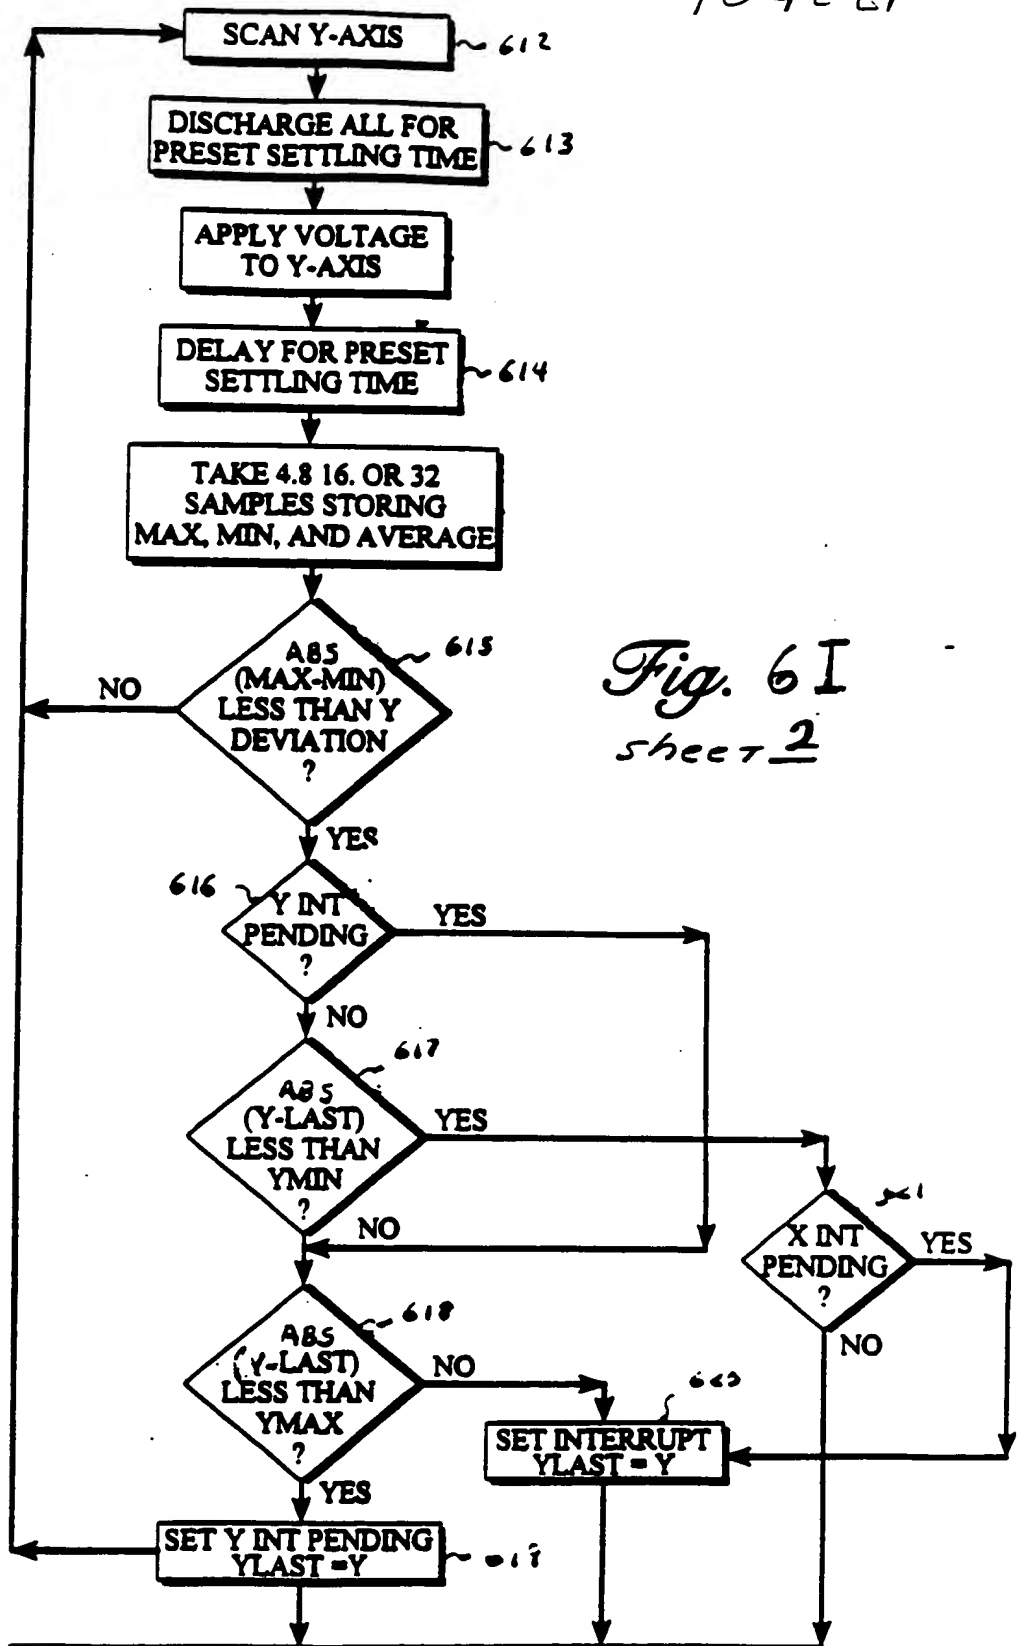 SCAN Y-AXIS
612
DISCHARGE ALL FOR
PRESET SETTLING TIME
613
APPLY VOLTAGE
TO Y-AXIS
DELAY FOR PRESET
SETTLING TIME
614
TAKE 4.8 16. OR 32
SAMPLES STORING
MAX, MIN, AND AVERAGE
615
ABS
(MAX-MIN)
LESS THAN Y
DEVIATION
?
NO
Fig. 6I
sheet 2
YES
616
Y INT
PENDING
?
YES
NO
617
ABS
(Y-LAST)
LESS THAN
YMIN
?
YES
NO
X INT
PENDING
?
YES
NO
618
ABS
(Y-LAST)
LESS THAN
YMAX
?
NO
SET INTERRUPT
YLAST = Y
YES
SET Y INT PENDING
YLAST =Y